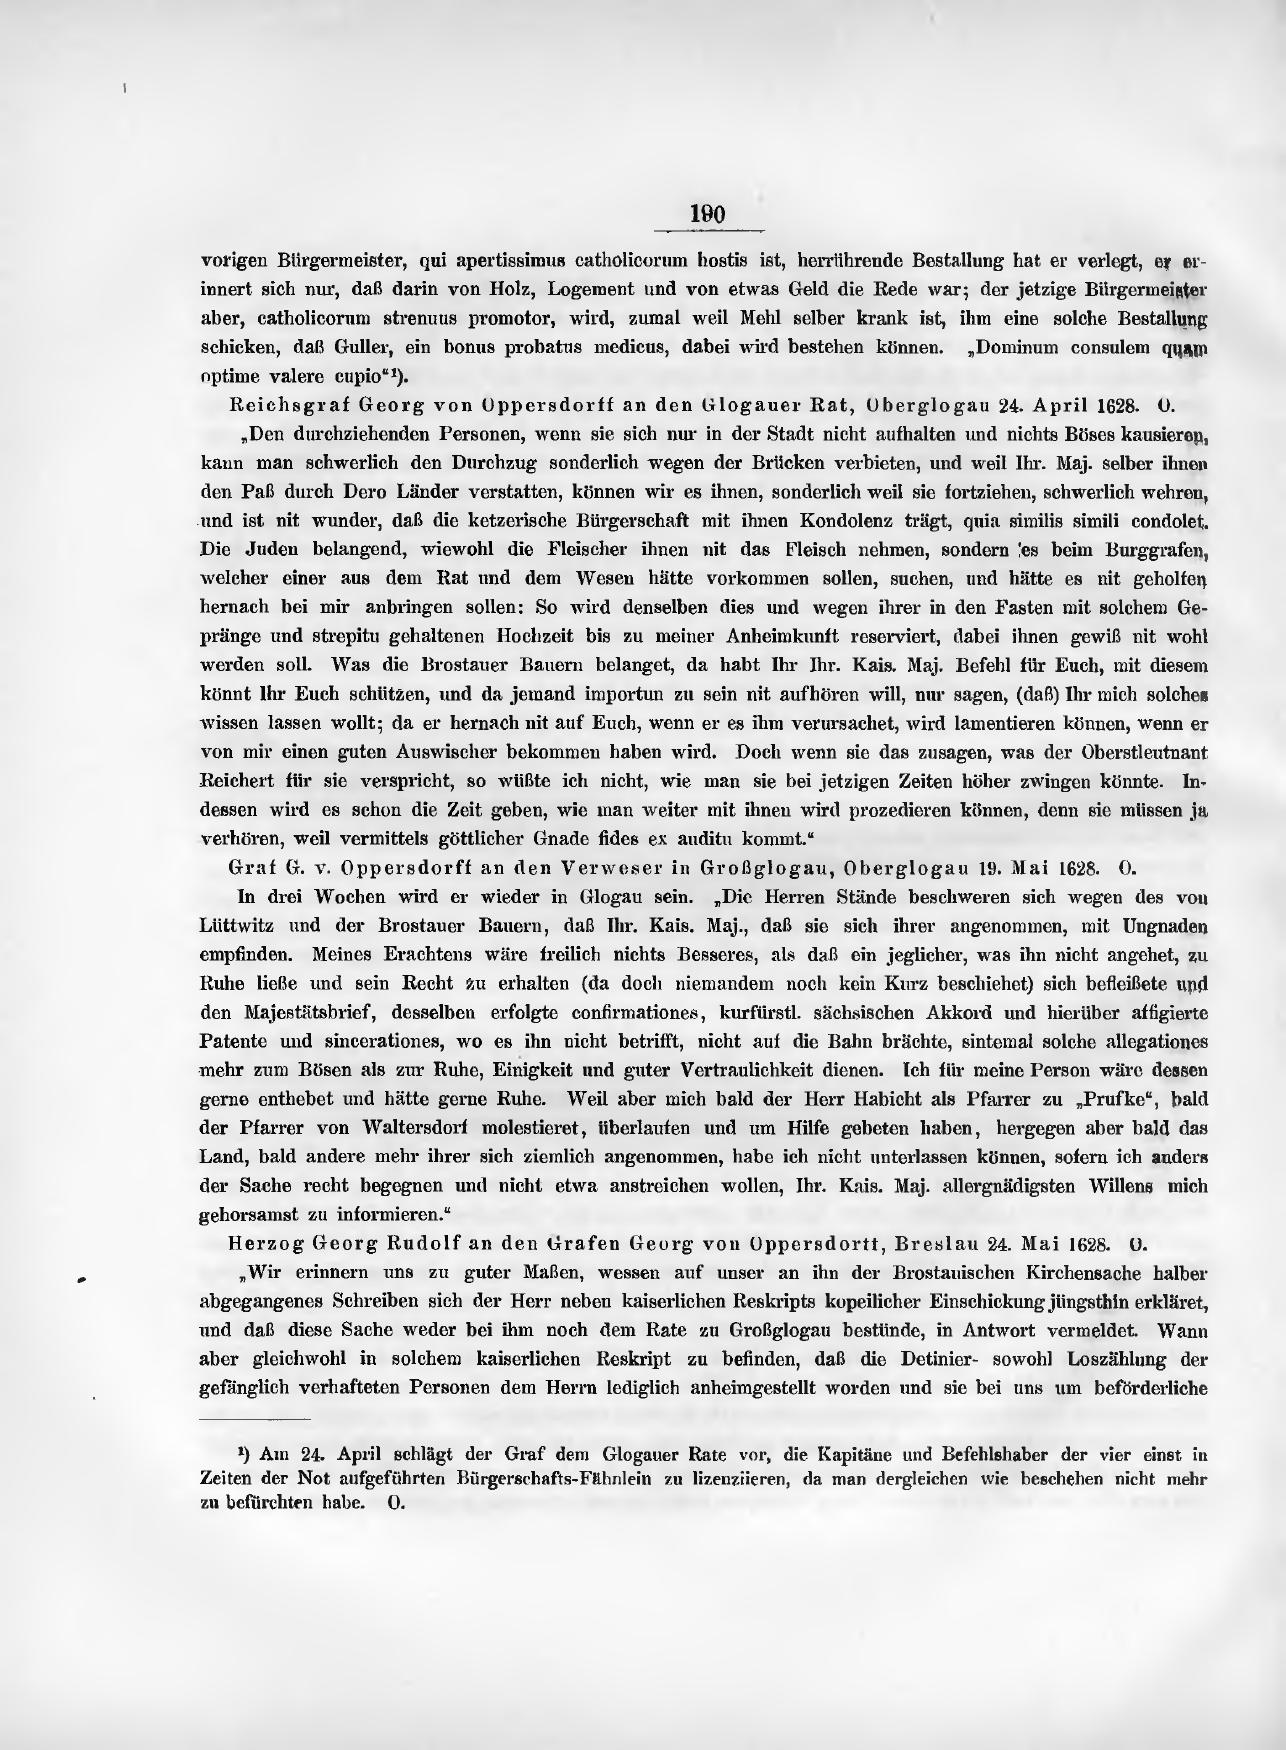 190
vorigen Bürgermeister, qui apertissimus catholicorum hostis ist, herrührende Bestallung hat er verlegt, er er-
innert sich nur, daß darin von Holz, Logement und von etwas Geld die Rede war; der jetzige Bürgermeister
aber, catholicorum strenuus promotor, wird, zumal weil Mehl selber krank ist, ihm eine solche Bestallung
schicken, daß Guller, ein bonus probatus medicus, dabei wird bestehen können. „Dominum consulem quam
optime valere cupio“¹).
Reichsgraf Georg von Oppersdorff an den Glogauer Rat, Oberglogau 24. April 1628. O.
„Den durchziehenden Personen, wenn sie sich nur in der Stadt nicht aufhalten und nichts Böses kausieren,
kann man schwerlich den Durchzug sonderlich wegen der Brücken verbieten, und weil Ihr. Maj. selber ihnen
den Paß durch Dero Länder verstatten, können wir es ihnen, sonderlich weil sie fortziehen, schwerlich wehren,
und ist nit wunder, daß die ketzerische Bürgerschaft mit ihnen Kondolenz trägt, quia similis simili condolet.
Die Juden belangend, wiewohl die Fleischer ihnen nit das Fleisch nehmen, sondern es beim Burggrafen,
welcher einer aus dem Rat und dem Wesen hätte vorkommen sollen, suchen, und hätte es nit geholfen
hernach bei mir anbringen sollen: So wird denselben dies und wegen ihrer in den Fasten mit solchem Ge-
pränge und strepitu gehaltenen Hochzeit bis zu meiner Anheimkunft reserviert, dabei ihnen gewiß nit wohl
werden soll. Was die Brostauer Bauern belanget, da habt Ihr Ihr. Kais. Maj. Befehl für Euch, mit diesem
könnt Ihr Euch schützen, und da jemand importun zu sein nit aufhören will, nur sagen, (daß) Ihr mich solches
wissen lassen wollt; da er hernach nit auf Euch, wenn er es ihm verursachet, wird lamentieren können, wenn er
von mir einen guten Auswischer bekommen haben wird. Doch wenn sie das zusagen, was der Oberstleutnant
Reichert für sie verspricht, so wüßte ich nicht, wie man sie bei jetzigen Zeiten höher zwingen könnte. In-
dessen wird es schon die Zeit geben, wie man weiter mit ihnen wird prozedieren können, denn sie müssen ja
verhören, weil vermittels göttlicher Gnade fides ex auditu kommt.“
Graf G. v. Oppersdorff an den Verweser in Großglogau, Oberglogau 19. Mai 1628. O.
In drei Wochen wird er wieder in Glogau sein. „Die Herren Stände beschweren sich wegen des von
Lüttwitz und der Brostauer Bauern, daß Ihr. Kais. Maj., daß sie sich ihrer angenommen, mit Ungnaden
empfinden. Meines Erachtens wäre freilich nichts Besseres, als daß ein jeglicher, was ihn nicht angehet, zu
Ruhe ließe und sein Recht zu erhalten (da doch niemandem noch kein Kurz beschiehet) sich befleißete und
den Majestätsbrief, desselben erfolgte confirmationes, kurfürstl. sächsischen Akkord und hierüber affigierte
Patente und sincerationes, wo es ihn nicht betrifft, nicht auf die Bahn brächte, sintemal solche allegationes
mehr zum Bösen als zur Ruhe, Einigkeit und guter Vertraulichkeit dienen. Ich für meine Person wäre dessen
gerne enthebet und hätte gerne Ruhe. Weil aber mich bald der Herr Habicht als Pfarrer zu „Prufke“, bald
der Pfarrer von Waltersdorf molestieret, überlaufen und um Hilfe gebeten haben, hergegen aber bald das
Land, bald andere mehr ihrer sich ziemlich angenommen, habe ich nicht unterlassen können, sofern ich anders
der Sache recht begegnen und nicht etwa anstreichen wollen, Ihr. Kais. Maj. allergnädigsten Willens mich
gehorsamst zu informieren.“
Herzog Georg Rudolf an den Grafen Georg von Oppersdorff, Breslau 24. Mai 1628. O.
„Wir erinnern uns zu guter Maßen, wessen auf unser an ihn der Brostauischen Kirchensache halber
abgegangenes Schreiben sich der Herr neben kaiserlichen Reskripts kopeilicher Einschickung jüngsthin erkläret,
und daß diese Sache weder bei ihm noch dem Rate zu Großglogau bestünde, in Antwort vermeldet. Wann
aber gleichwohl in solchem kaiserlichen Reskript zu befinden, daß die Detinier- sowohl Loszählung der
gefänglich verhafteten Personen dem Herrn lediglich anheimgestellt worden und sie bei uns um beförderliche
¹) Am 24. April schlägt der Graf dem Glogauer Rate vor, die Kapitäne und Befehlshaber der vier einst in
Zeiten der Not aufgeführten Bürgerschafts-Fähnlein zu lizenziieren, da man dergleichen wie beschehen nicht mehr
zu befürchten habe. O.